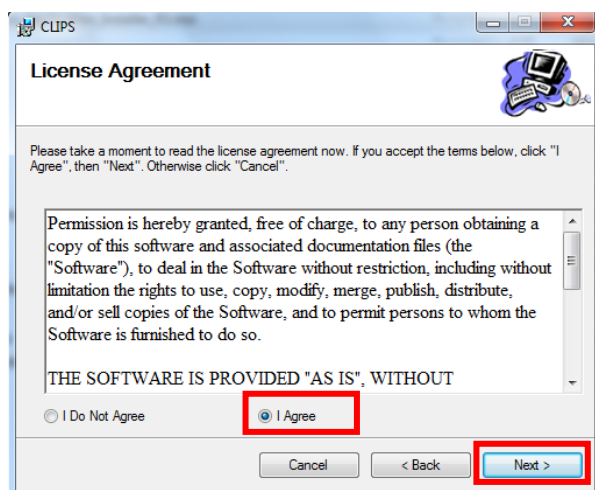 CLIPS
License Agreement
Please take a moment to read the license agreement now. If you accept the terms below, click "I
Agree", then "Next". Otherwise click "Cancel".
Permission is hereby granted, free of charge, to any person obtaining a
copy of this software and associated documentation files (the
"Software"), to deal in the Software without restriction, including without
limitation the rights to use, copy, modify, merge, publish, distribute,
and/or sell copies of the Software, and to permit persons to whom the
Software is furnished to do so.
THE SOFTWARE IS PROVIDED "AS IS", WITHOUT
I Do Not Agree I Agree
Cancel < Back Next >